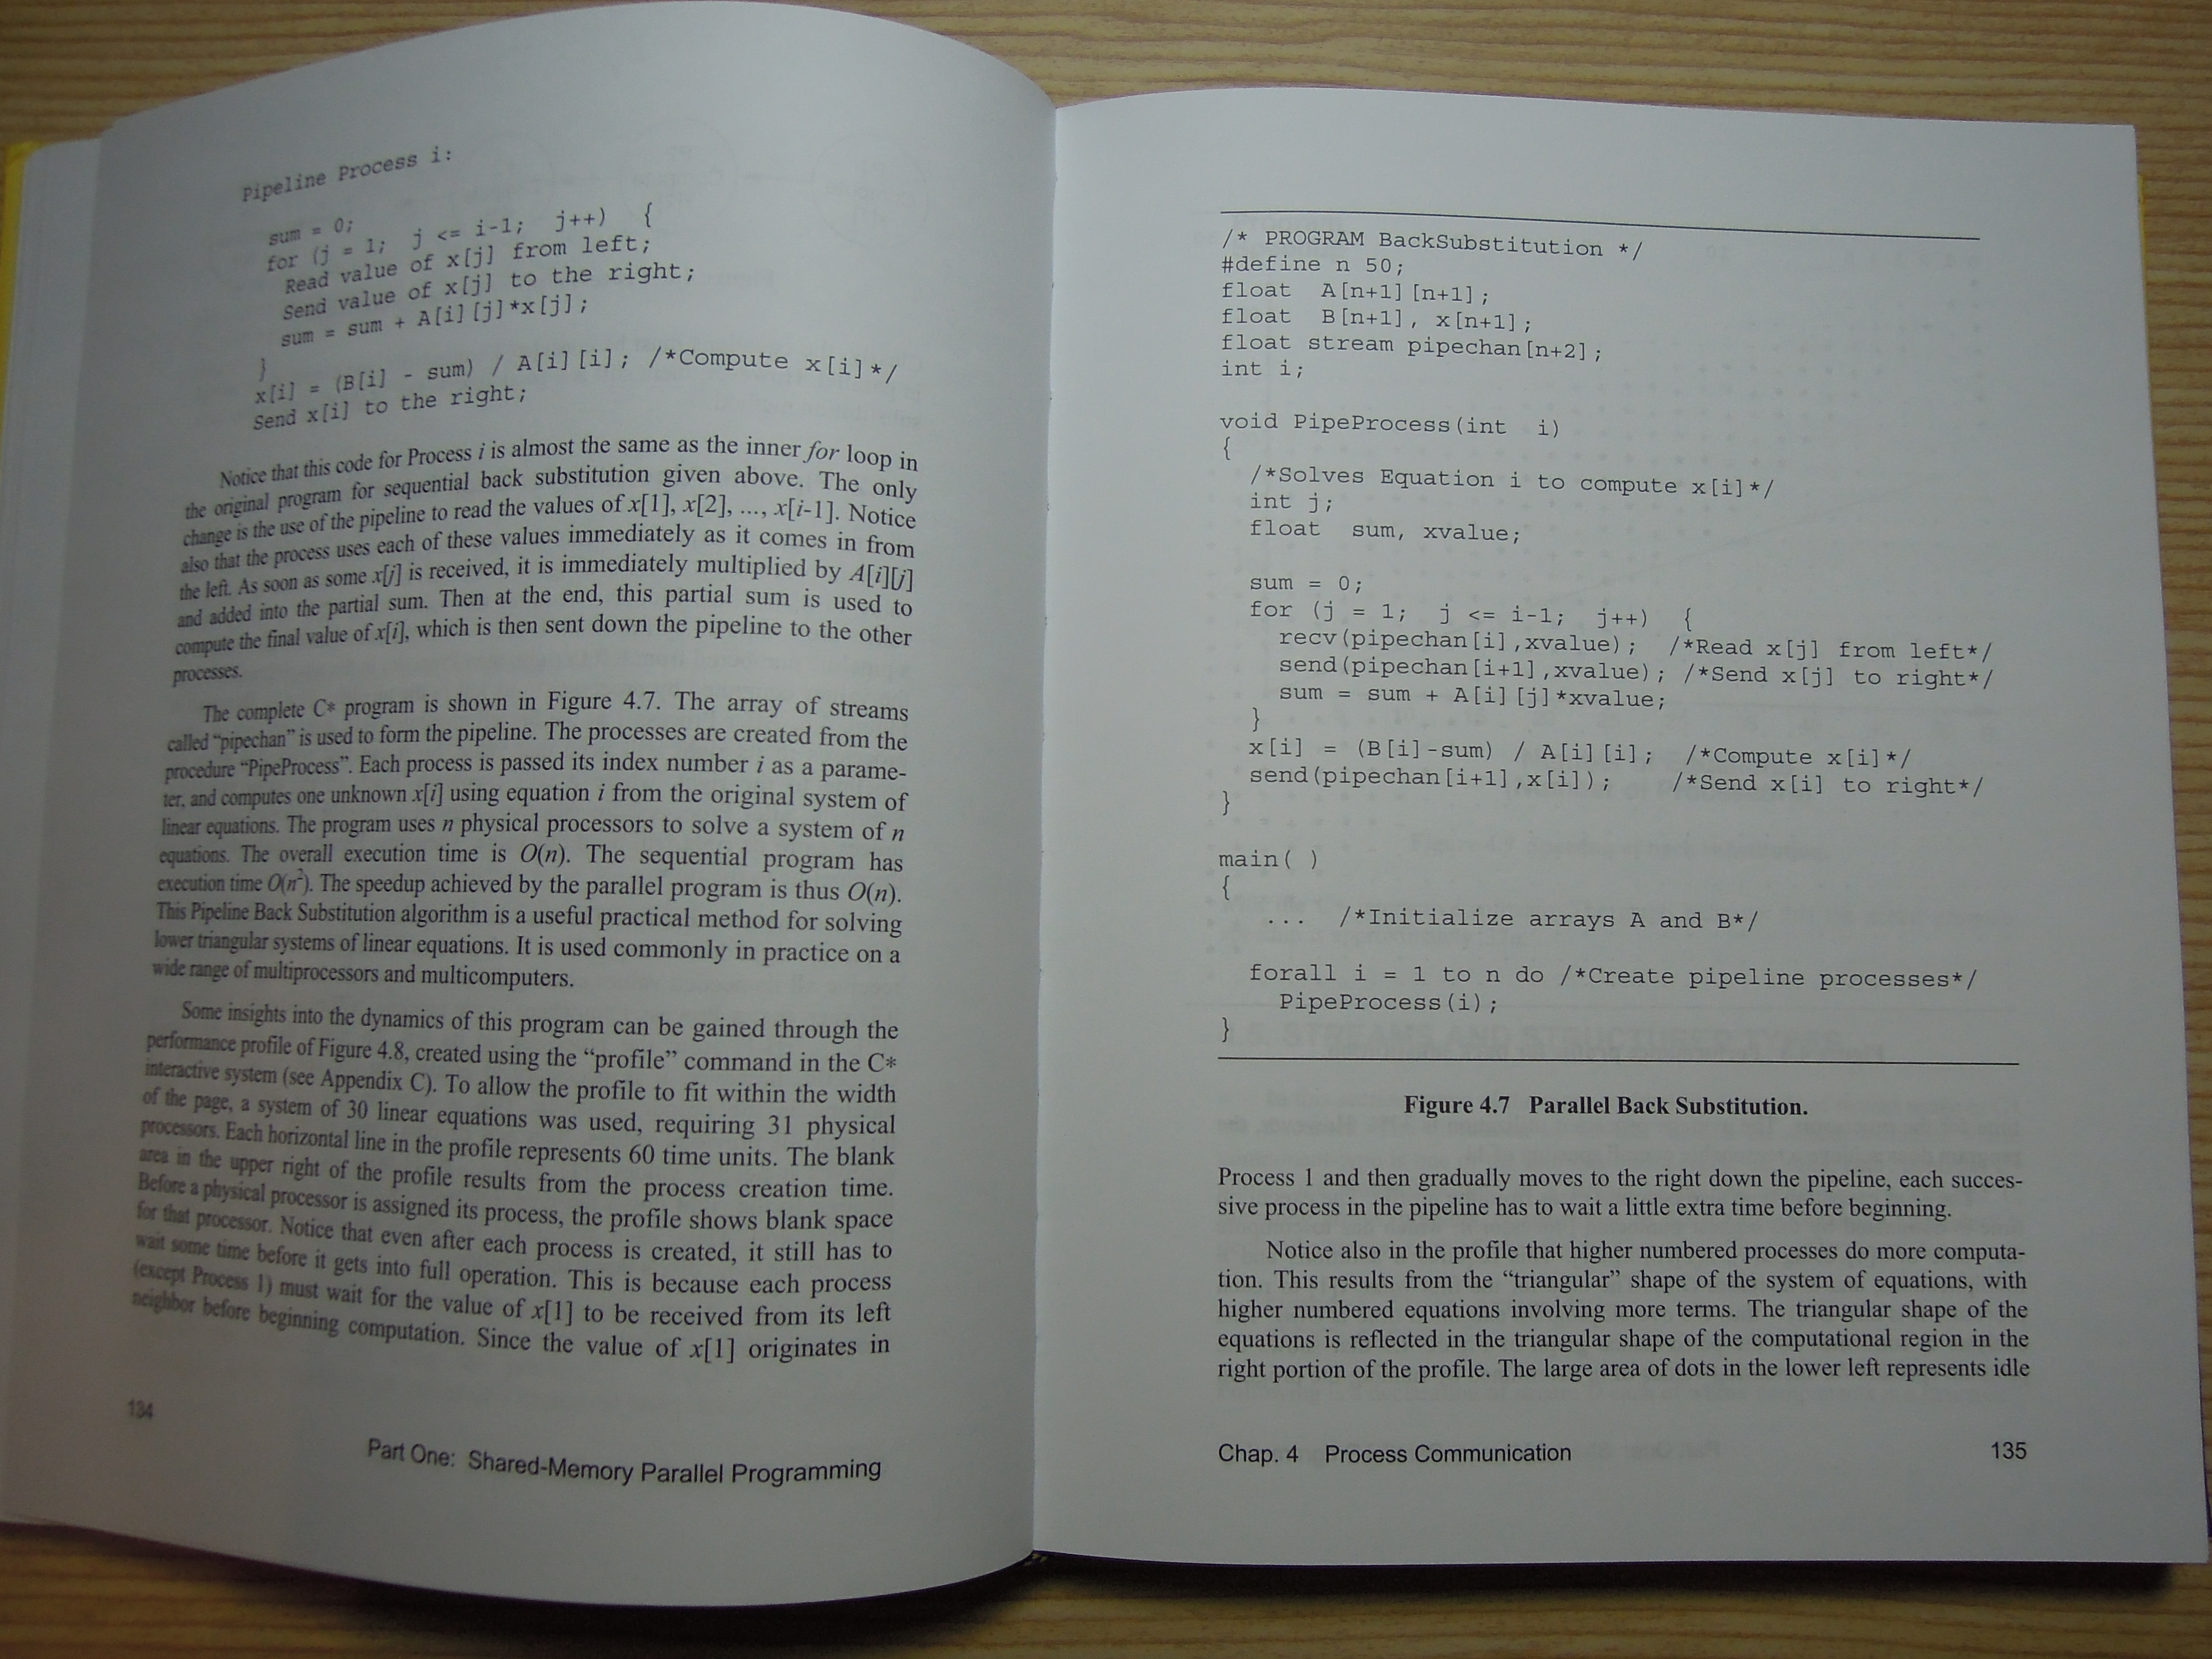 Pipeline Process i:
sum = 0;
for (j = 1; j <= i-1; j++) {
Read value of x[j] from left;
Send value of x[j] to the right;
sum = sum + A[i][j]*x[j];
}
x[i] = (B[i] - sum) / A[i][i]; /*Compute x[i]*/
Send x[i] to the right;
Notice that this code for Process i is almost the same as the inner for loop in
the original program for sequential back substitution given above. The only
change is the use of the pipeline to read the values of x[1], x[2], ..., x[i-1]. Notice
also that the process uses each of these values immediately as it comes in from
the left. As soon as some x[j] is received, it is immediately multiplied by A[i][j]
and added into the partial sum. Then at the end, this partial sum is used to
compute the final value of x[i], which is then sent down the pipeline to the other
processes.
The complete C* program is shown in Figure 4.7. The array of streams
called “pipechan” is used to form the pipeline. The processes are created from the
procedure “PipeProcess”. Each process is passed its index number i as a parame-
ter, and computes one unknown x[i] using equation i from the original system of
linear equations. The program uses n physical processors to solve a system of n
equations. The overall execution time is O(n). The sequential program has
execution time O(n²). The speedup achieved by the parallel program is thus O(n).
This Pipeline Back Substitution algorithm is a useful practical method for solving
lower triangular systems of linear equations. It is used commonly in practice on a
wide range of multiprocessors and multicomputers.
Some insights into the dynamics of this program can be gained through the
performance profile of Figure 4.8, created using the “profile” command in the C*
interactive system (see Appendix C). To allow the profile to fit within the width
of the page, a system of 30 linear equations was used, requiring 31 physical
processors. Each horizontal line in the profile represents 60 time units. The blank
area in the upper right of the profile results from the process creation time.
Before a physical processor is assigned its process, the profile shows blank space
for that processor. Notice that even after each process is created, it still has to
wait some time before it gets into full operation. This is because each process
(except Process 1) must wait for the value of x[1] to be received from its left
neighbor before beginning computation. Since the value of x[1] originates in
134
Part One: Shared-Memory Parallel Programming
/* PROGRAM BackSubstitution */
#define n 50;
float A[n+1][n+1];
float B[n+1], x[n+1];
float stream pipechan[n+2];
int i;
void PipeProcess(int i)
{
/*Solves Equation i to compute x[i]*/
int j;
float sum, xvalue;
sum = 0;
for (j = 1; j <= i-1; j++) {
recv(pipechan[i],xvalue); /*Read x[j] from left*/
send(pipechan[i+1],xvalue); /*Send x[j] to right*/
sum = sum + A[i][j]*xvalue;
}
x[i] = (B[i]-sum) / A[i][i]; /*Compute x[i]*/
send(pipechan[i+1],x[i]); /*Send x[i] to right*/
}
main( )
{
... /*Initialize arrays A and B*/
forall i = 1 to n do /*Create pipeline processes*/
PipeProcess(i);
}
Figure 4.7 Parallel Back Substitution.
Process 1 and then gradually moves to the right down the pipeline, each succes-
sive process in the pipeline has to wait a little extra time before beginning.
Notice also in the profile that higher numbered processes do more computa-
tion. This results from the “triangular” shape of the system of equations, with
higher numbered equations involving more terms. The triangular shape of the
equations is reflected in the triangular shape of the computational region in the
right portion of the profile. The large area of dots in the lower left represents idle
Chap. 4 Process Communication
135